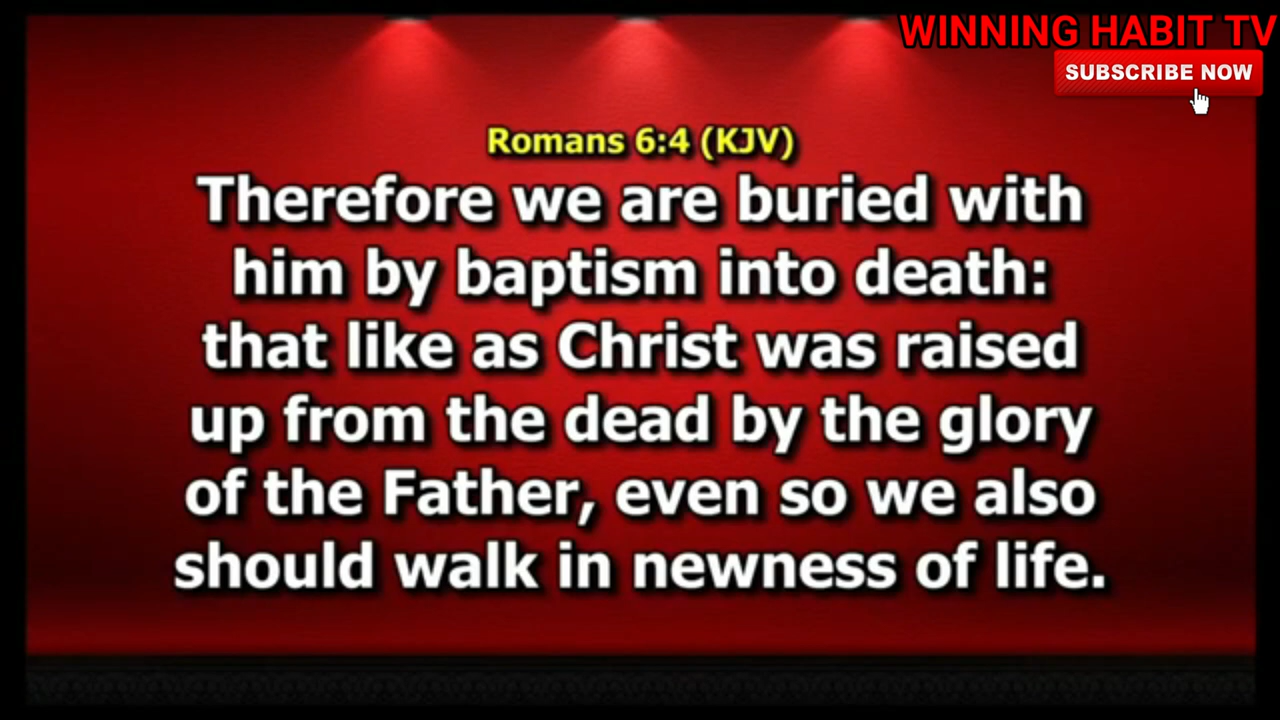 WINNING HABIT TV
SUBSCRIBE NOW
Romans 6:4 (KJV)
Therefore we are buried with
him by baptism into death:
that like as Christ was raised
up from the dead by the glory
of the Father, even so we also
should walk in newness of life.